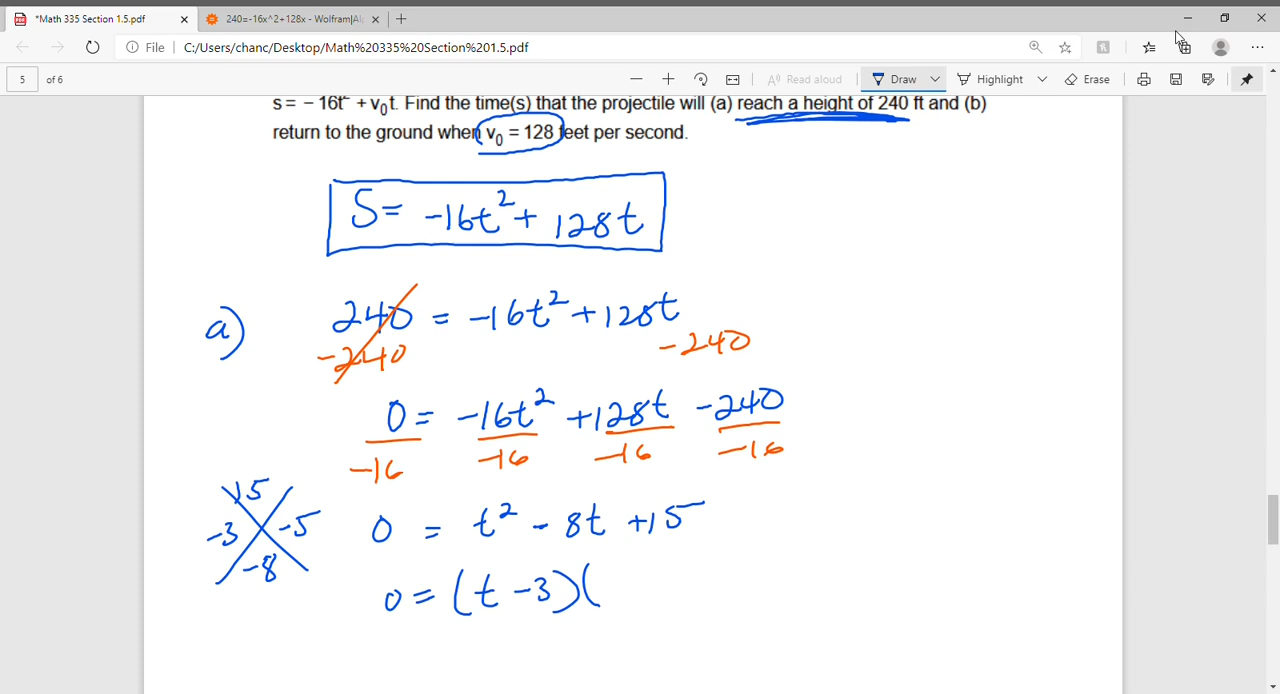 *Math 335 Section 1.5.pdf
240=-16x^2+128x - Wolfram|Al
File C:/Users/chanc/Desktop/Math%20335%20Section%201.5.pdf
5 of 6 Read aloud Draw Highlight Erase
s = − 16t² + v₀t. Find the time(s) that the projectile will (a) reach a height of 240 ft and (b)
return to the ground when v₀ = 128 feet per second.
S= -16t² + 128t
a) 240 = -16t² +128t
-240 -240
0 = -16t² +128t -240
-16 -16 -16 -16
15
-3 -5 0 = t² - 8t +15
-8
0 = (t -3)(